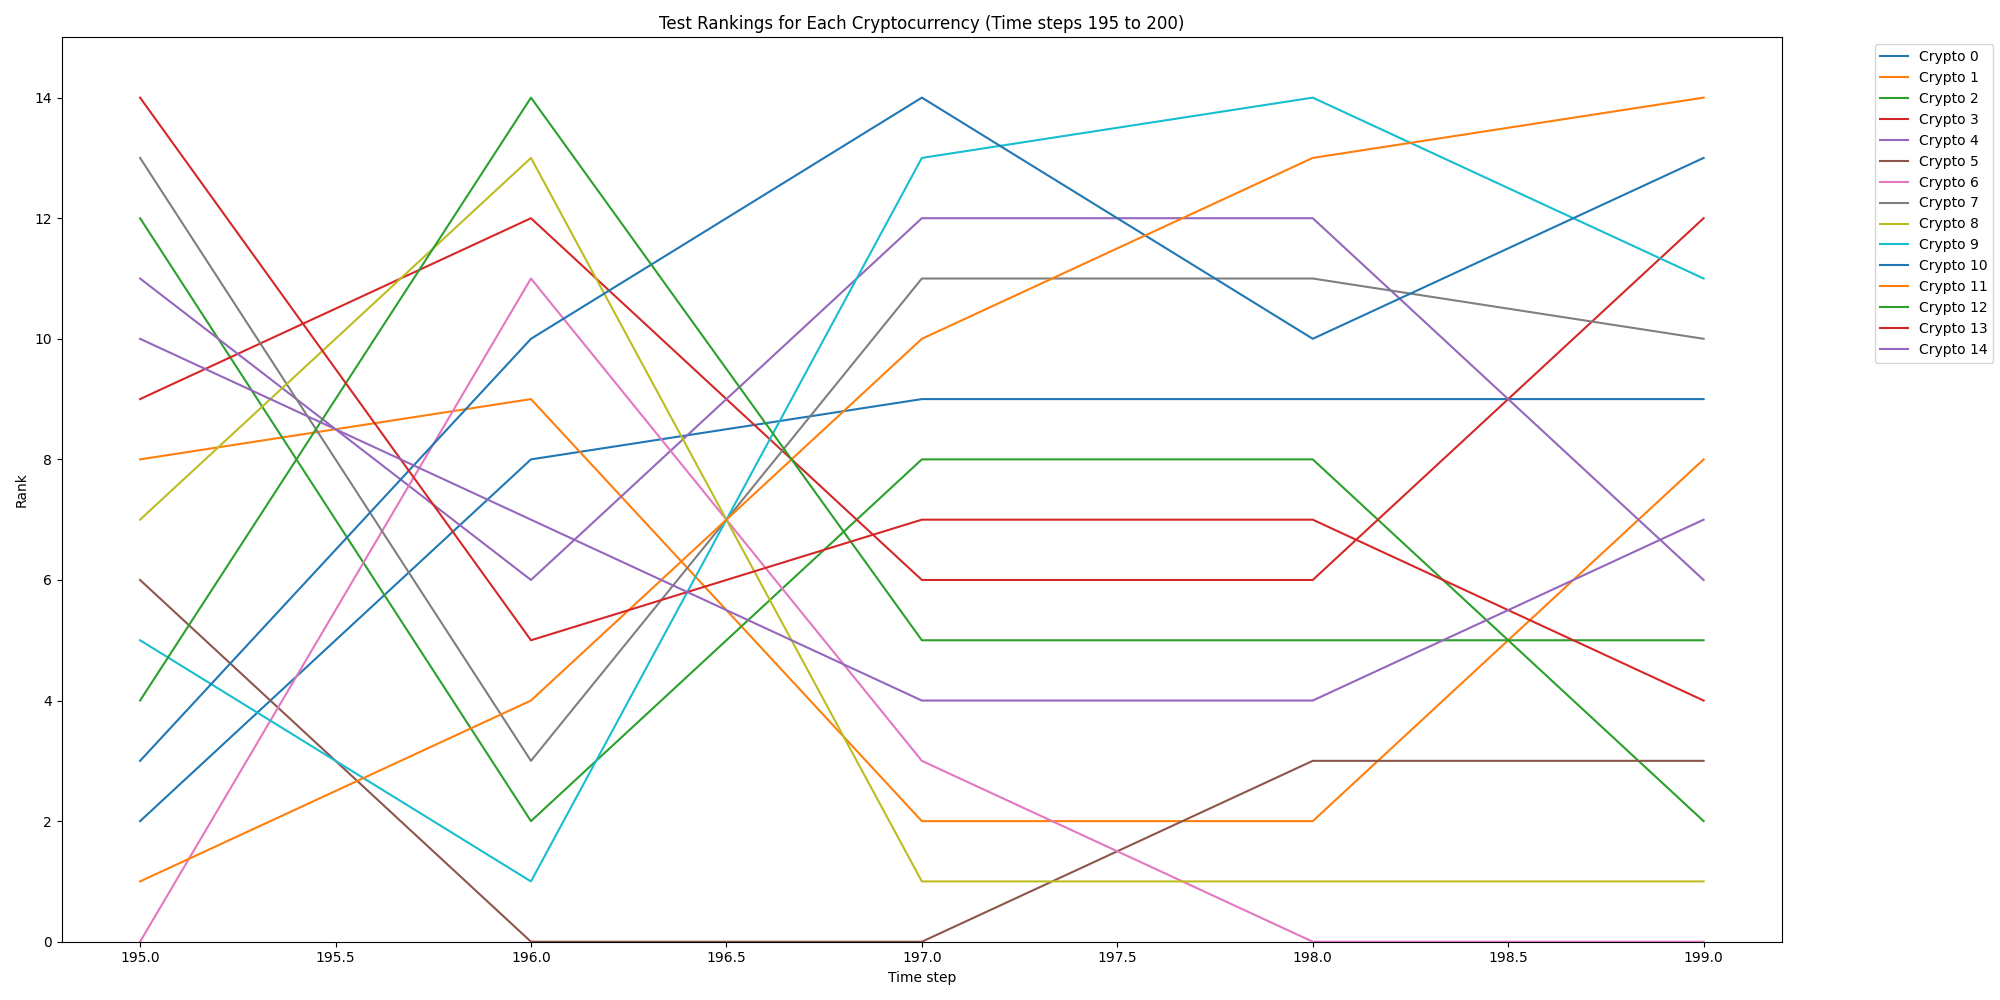 Test Rankings for Each Cryptocurrency (Time steps 195 to 200)
Crypto 0
Crypto 1
Crypto 2
Crypto 3
Crypto 4
Crypto 5
Crypto 6
Crypto 7
Crypto 8
Crypto 9
Crypto 10
Crypto 11
Crypto 12
Crypto 13
Crypto 14
Rank
14
12
10
8
6
4
2
0
195.0 195.5 196.0 196.5 197.0 197.5 198.0 198.5 199.0
Time step